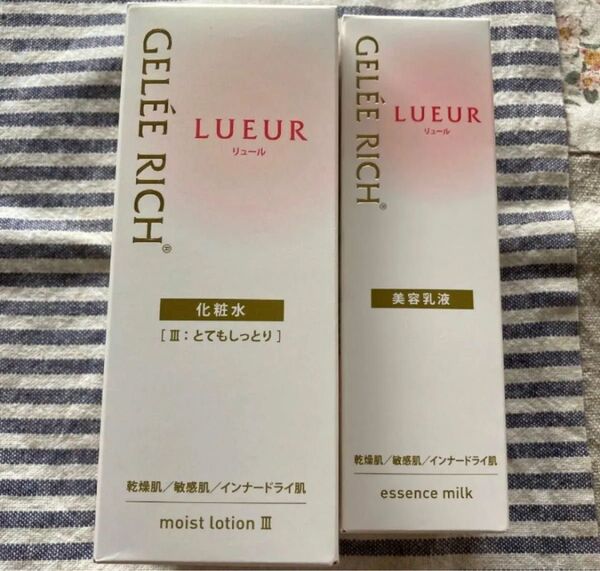 GELÉE RICH®
LUEUR
リュール
化粧水
[Ⅲ:とてもしっとり]
乾燥肌/敏感肌/インナードライ肌
moist lotion Ⅲ
GELÉE RICH®
LUEUR
リュール
美容乳液
乾燥肌/敏感肌/インナードライ肌
essence milk